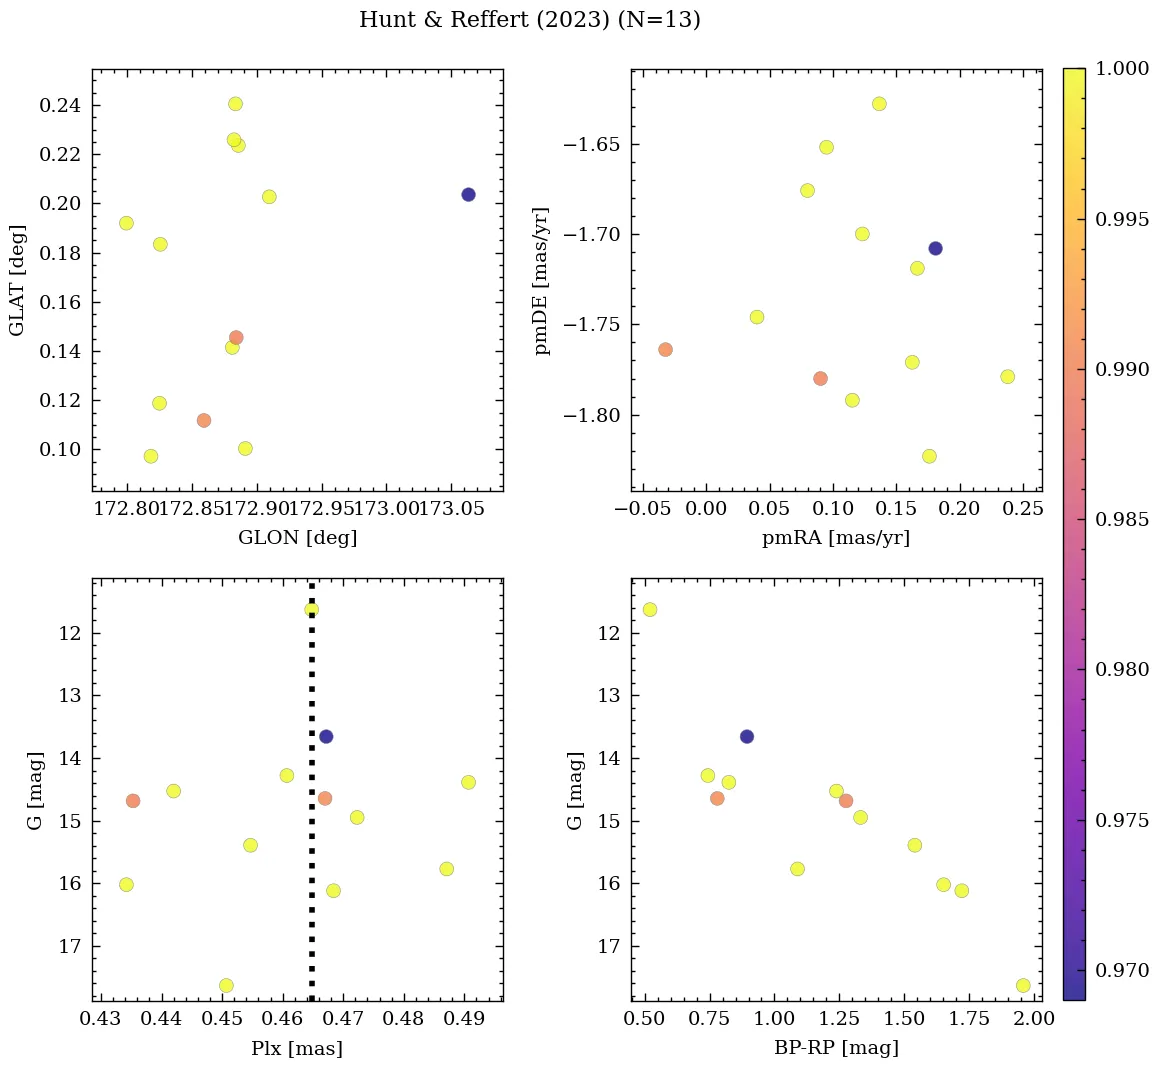 Hunt & Reffert (2023) (N=13)
0.24
0.22
0.20
0.18
0.16
0.14
0.12
0.10
GLAT [deg]
172.80 172.85 172.90 172.95 173.00 173.05
GLON [deg]
−1.65
−1.70
−1.75
−1.80
pmDE [mas/yr]
−0.05 0.00 0.05 0.10 0.15 0.20 0.25
pmRA [mas/yr]
12
13
14
15
16
17
G [mag]
0.43 0.44 0.45 0.46 0.47 0.48 0.49
Plx [mas]
12
13
14
15
16
17
G [mag]
0.50 0.75 1.00 1.25 1.50 1.75 2.00
BP-RP [mag]
1.000
0.995
0.990
0.985
0.980
0.975
0.970